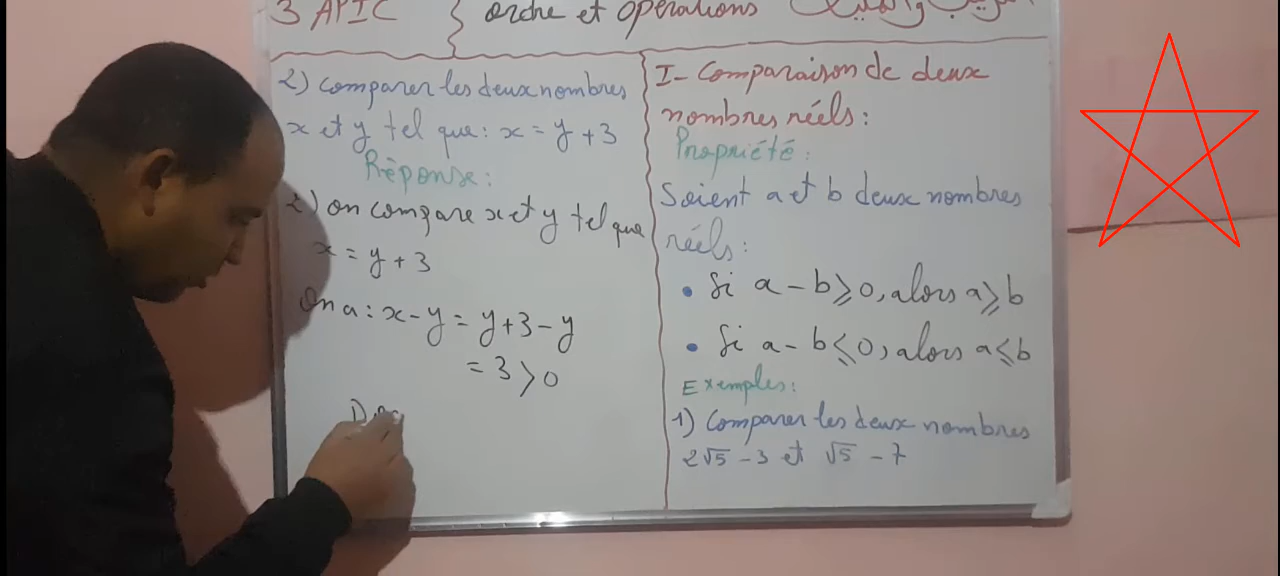 3 APIC
ordre et opérations
2) Comparer les deux nombres
x et y tel que : x = y + 3
Réponse :
2) on compare x et y tel que
x = y + 3
On a : x - y = y + 3 - y
= 3 > 0
I- Comparaison de deux
nombres réels :
Propriété :
Soient a et b deux nombres
réels :
• Si a - b ⩾ 0, alors a ⩾ b
• Si a - b ⩽ 0, alors a ⩽ b
Exemples :
1) Comparer les deux nombres
2√5 - 3 et √5 - 7